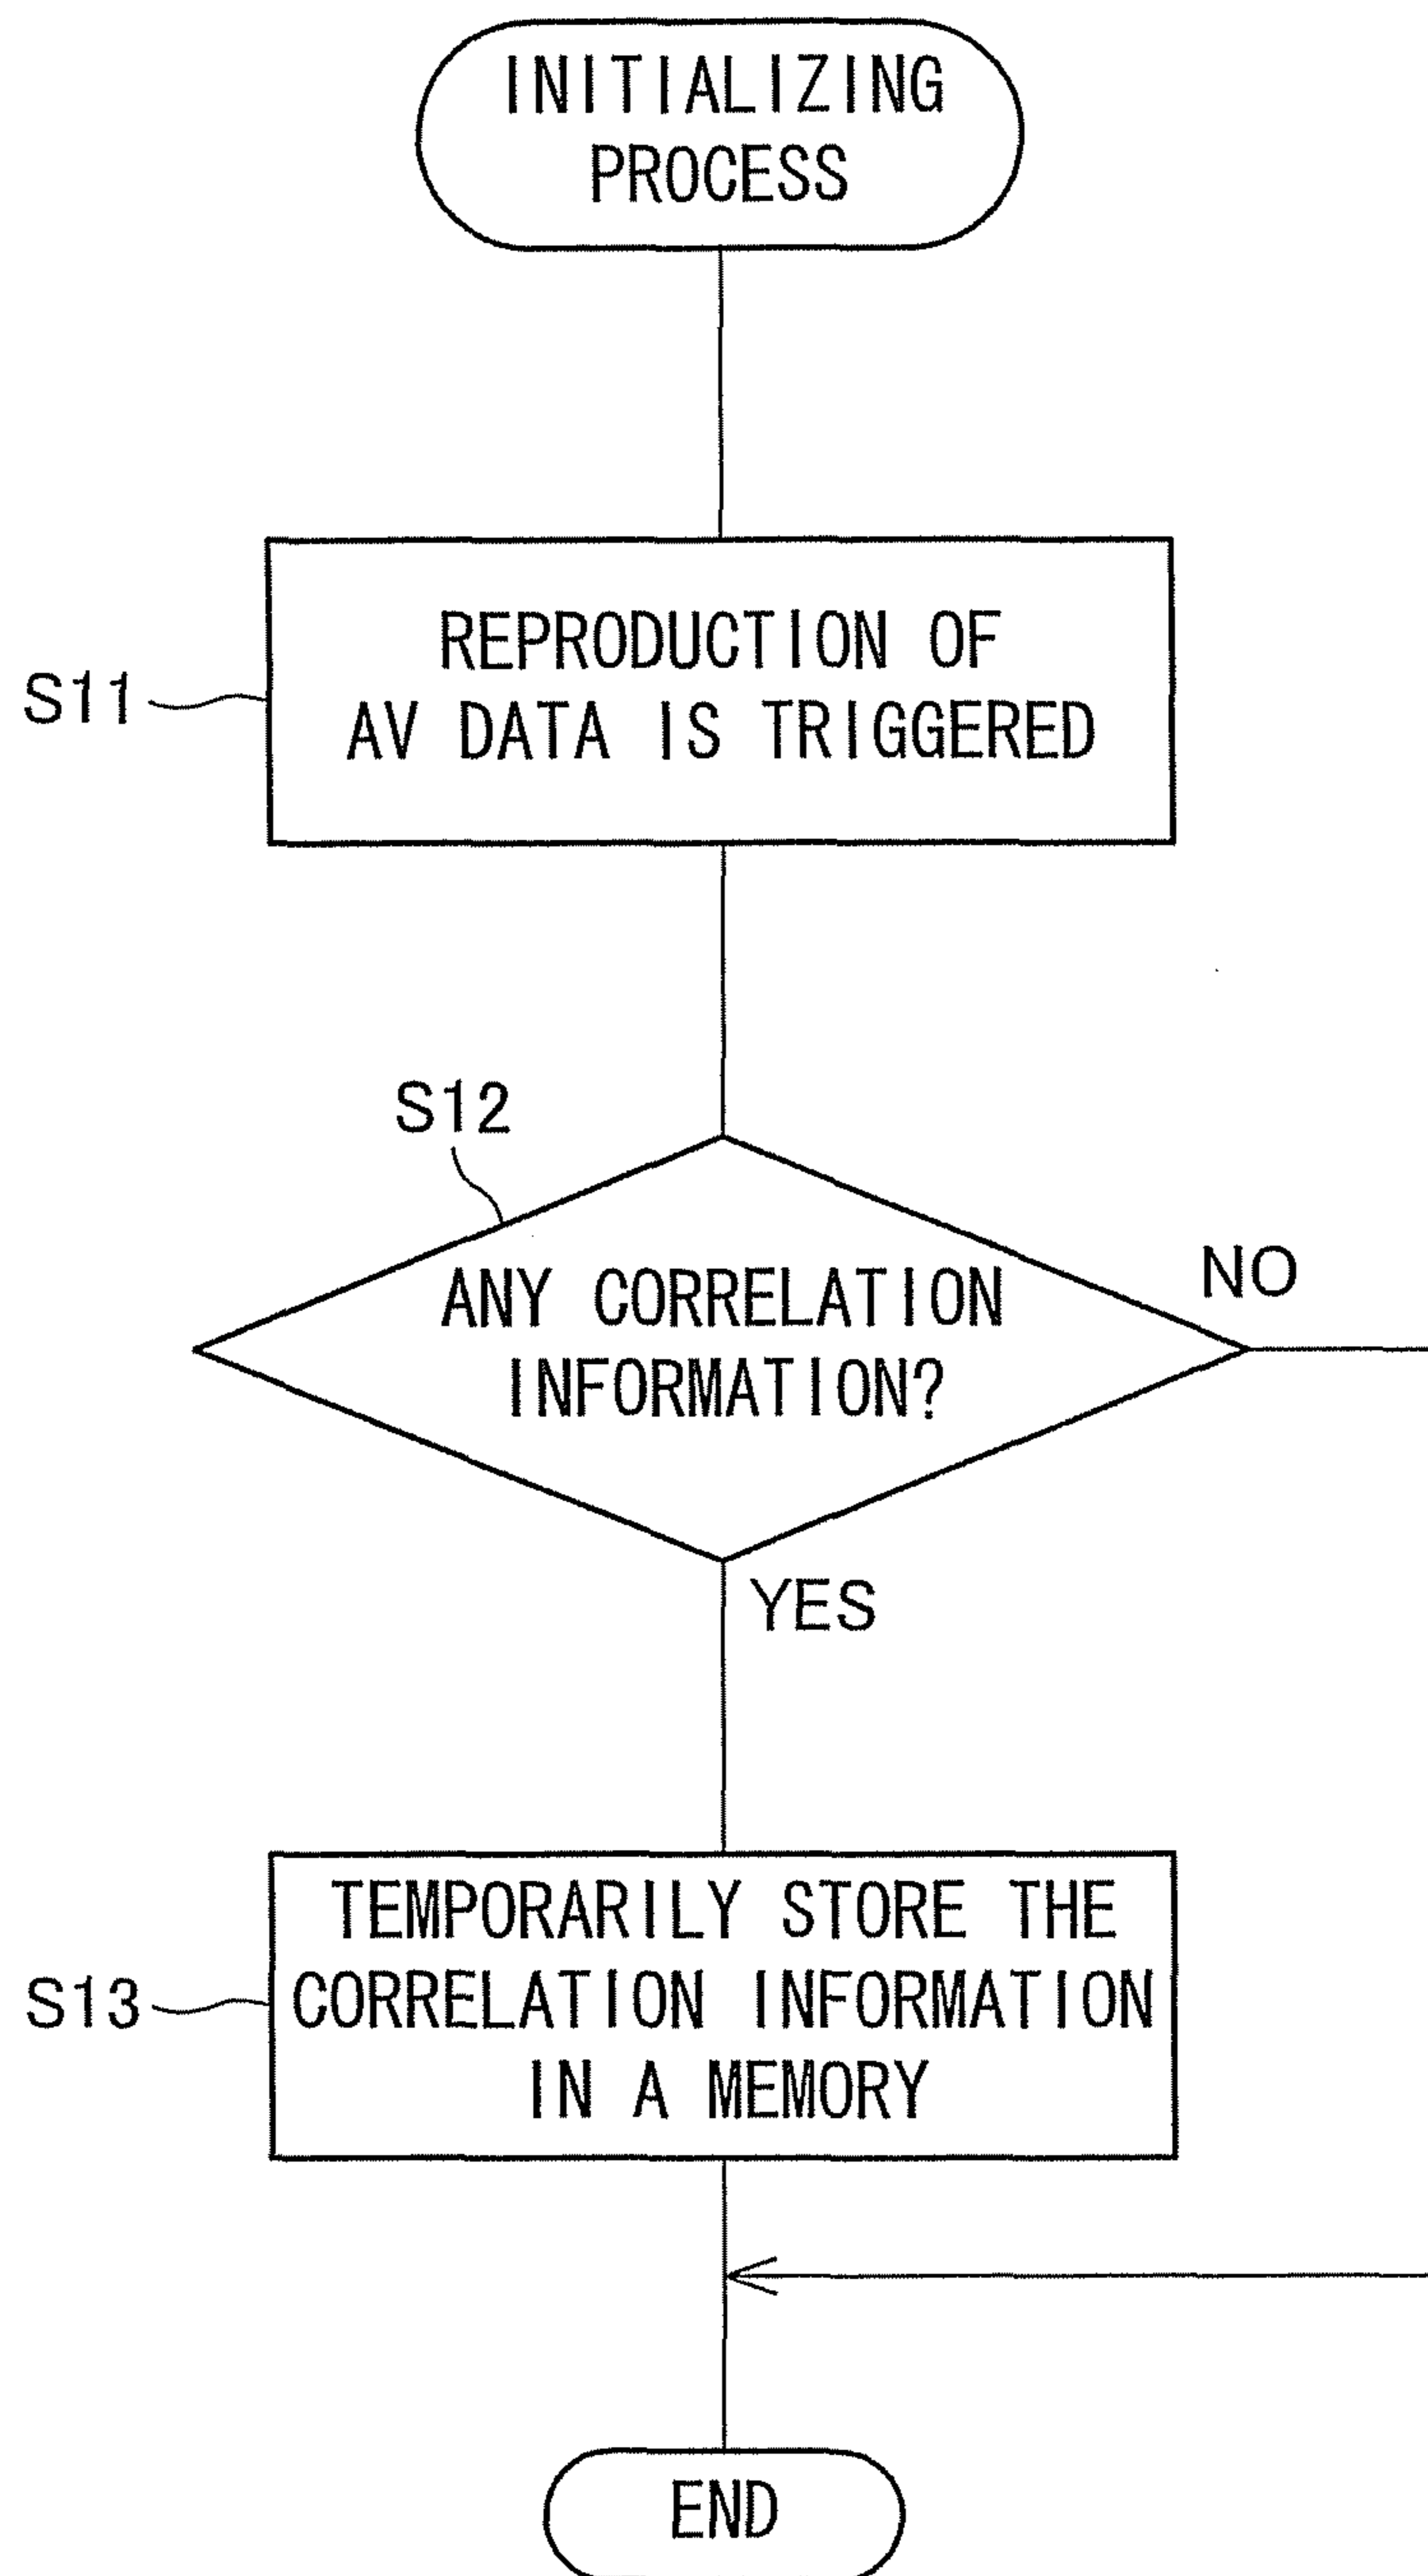 INITIALIZING
PROCESS
S11
REPRODUCTION OF
AV DATA IS TRIGGERED
S12
ANY CORRELATION
INFORMATION?
NO
YES
S13
TEMPORARILY STORE THE
CORRELATION INFORMATION
IN A MEMORY
END